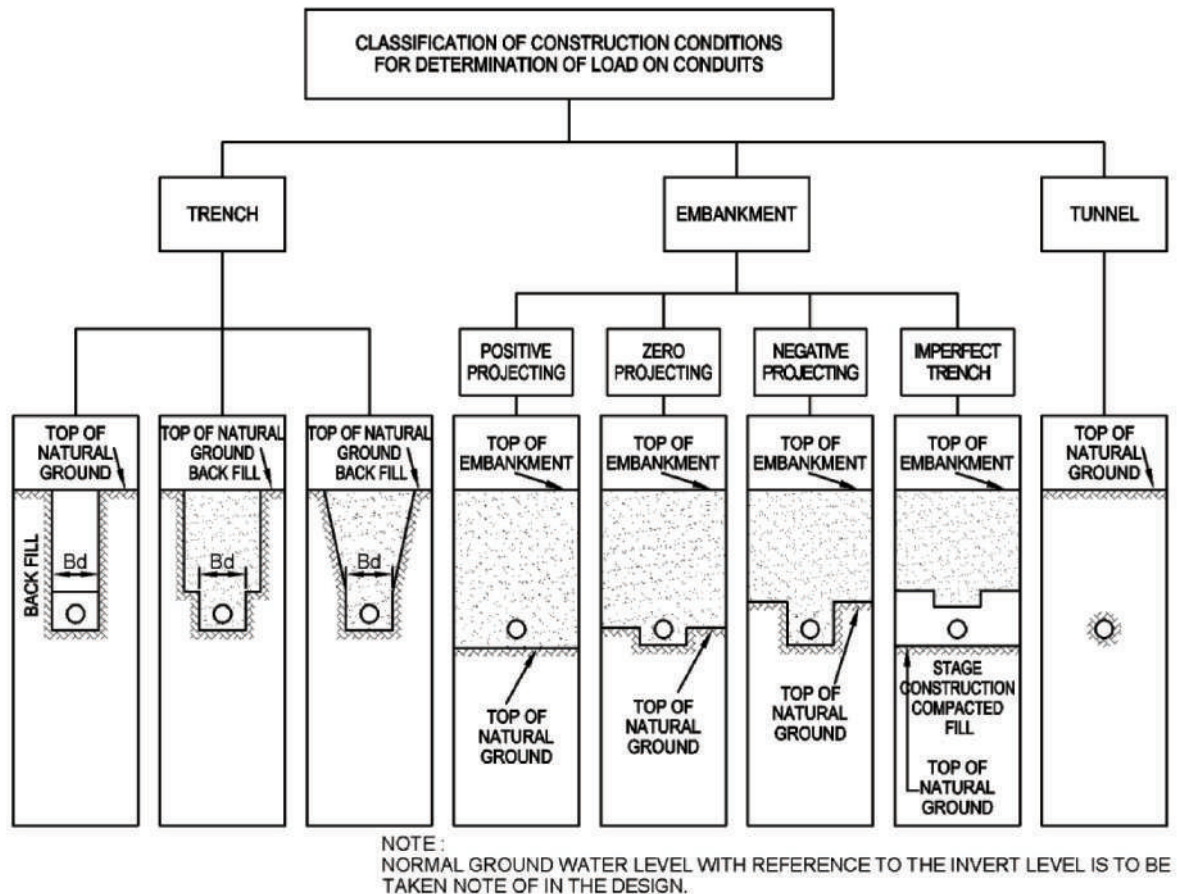 CLASSIFICATION OF CONSTRUCTION CONDITIONS
FOR DETERMINATION OF LOAD ON CONDUITS
TRENCH
EMBANKMENT
TUNNEL
POSITIVE
PROJECTING
ZERO
PROJECTING
NEGATIVE
PROJECTING
IMPERFECT
TRENCH
TOP OF
NATURAL
GROUND
BACK FILL
Bd
TOP OF NATURAL
GROUND
BACK FILL
Bd
TOP OF NATURAL
GROUND
BACK FILL
Bd
TOP OF
EMBANKMENT
TOP OF
NATURAL
GROUND
TOP OF
EMBANKMENT
TOP OF
NATURAL
GROUND
TOP OF
EMBANKMENT
TOP OF
NATURAL
GROUND
TOP OF
EMBANKMENT
STAGE
CONSTRUCTION
COMPACTED
FILL
TOP OF
NATURAL
GROUND
TOP OF
NATURAL
GROUND
NOTE :
NORMAL GROUND WATER LEVEL WITH REFERENCE TO THE INVERT LEVEL IS TO BE
TAKEN NOTE OF IN THE DESIGN.